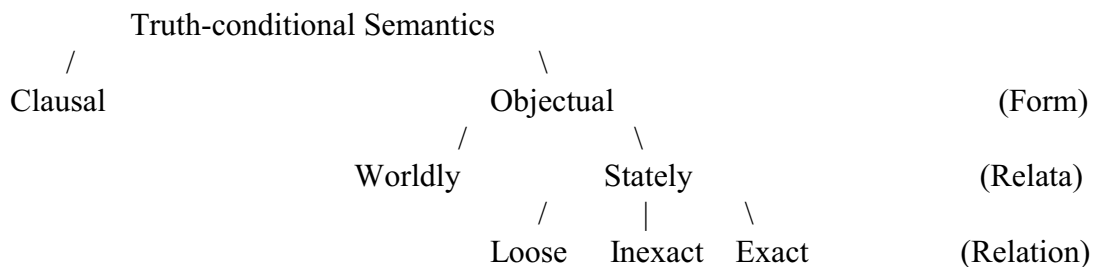 Truth-conditional Semantics
/ \
Clausal Objectual (Form)
/ \
Worldly Stately (Relata)
/ | \
Loose Inexact Exact (Relation)